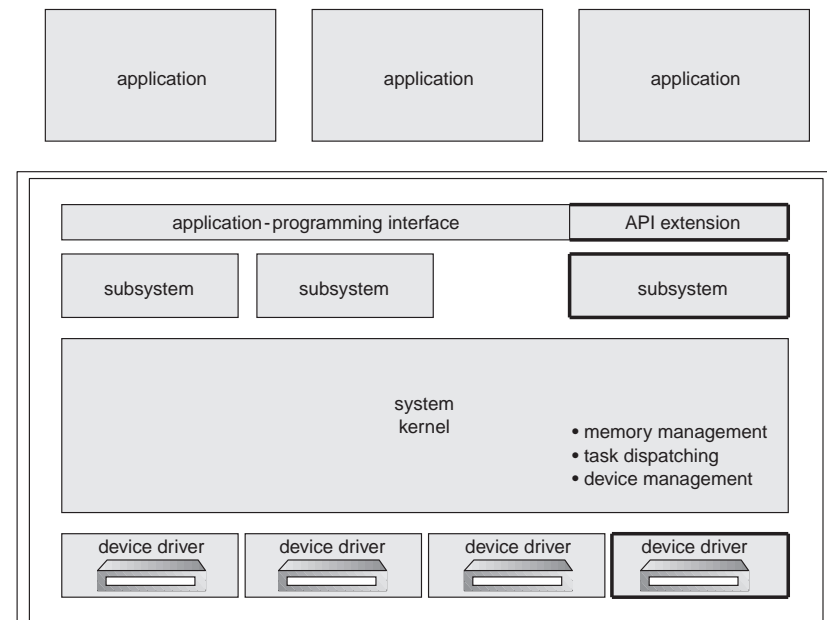 application
application
application
application-programming interface
API extension
subsystem
subsystem
subsystem
system
kernel
• memory management
• task dispatching
• device management
device driver
device driver
device driver
device driver